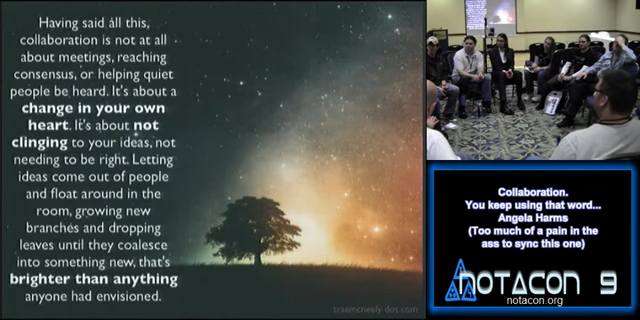 Having said all this,
collaboration is not at all
about meetings, reaching
consensus, or helping quiet
people be heard. It's about a
change in your own
heart. It's about not
clinging to your ideas, not
needing to be right. Letting
ideas come out of people
and float around in the
room, growing new
branches and dropping
leaves until they coalesce
into something new, that's
brighter than anything
anyone had envisioned.
Collaboration.
You keep using that word...
Angela Harms
(Too much of a pain in the
ass to sync this one)
NOTACON 9
notacon.org